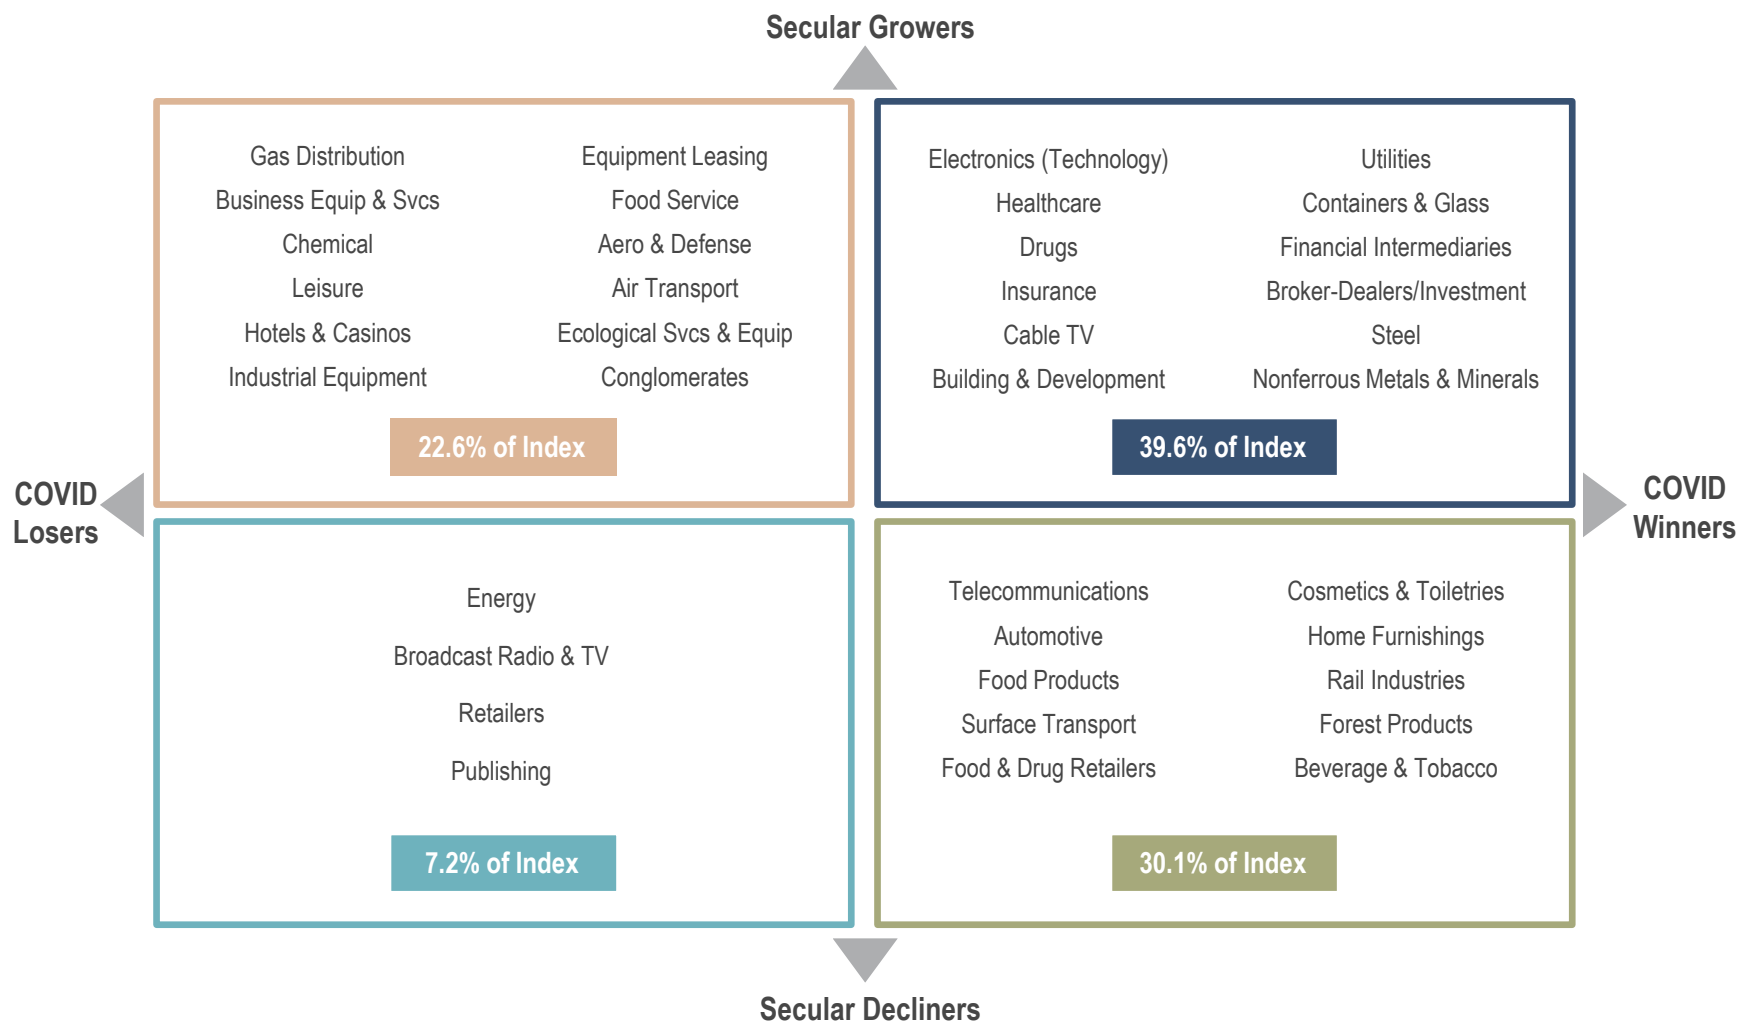 Secular Growers
Gas Distribution
Business Equip & Svcs
Chemical
Leisure
Hotels & Casinos
Industrial Equipment
Equipment Leasing
Food Service
Aero & Defense
Air Transport
Ecological Svcs & Equip
Conglomerates
22.6% of Index
Electronics (Technology)
Healthcare
Drugs
Insurance
Cable TV
Building & Development
Utilities
Containers & Glass
Financial Intermediaries
Broker-Dealers/Investment
Steel
Nonferrous Metals & Minerals
39.6% of Index
COVID
Losers
COVID
Winners
Energy
Broadcast Radio & TV
Retailers
Publishing
7.2% of Index
Telecommunications
Automotive
Food Products
Surface Transport
Food & Drug Retailers
Cosmetics & Toiletries
Home Furnishings
Rail Industries
Forest Products
Beverage & Tobacco
30.1% of Index
Secular Decliners